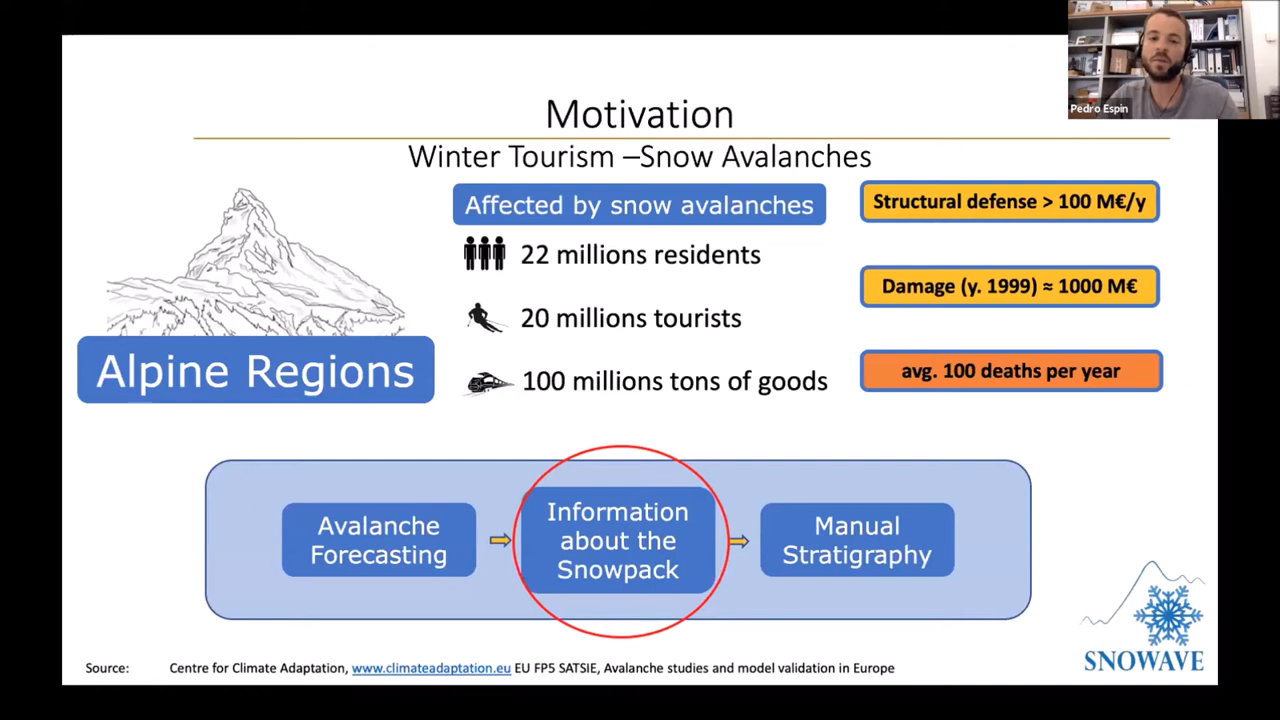 Pedro Espin
Motivation
Winter Tourism –Snow Avalanches
Affected by snow avalanches
22 millions residents
20 millions tourists
100 millions tons of goods
Structural defense > 100 M€/y
Damage (y. 1999) ≈ 1000 M€
avg. 100 deaths per year
Alpine Regions
Avalanche
Forecasting
Information
about the
Snowpack
Manual
Stratigraphy
SNOWAVE
Source: Centre for Climate Adaptation, www.climateadaptation.eu EU FP5 SATSIE, Avalanche studies and model validation in Europe